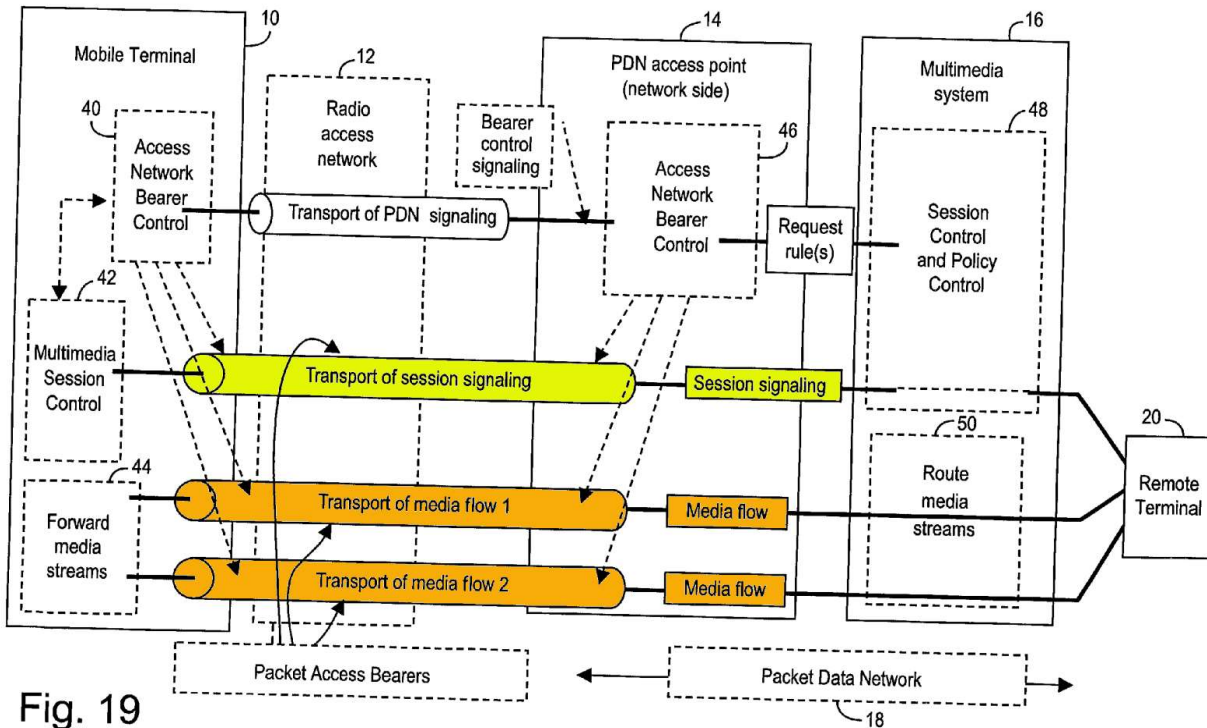 10
Mobile Terminal
12
Radio
access
network
14
PDN access point
(network side)
16
Multimedia
system
40
Access
Network
Bearer
Control
Bearer
control
signaling
46
Access
Network
Bearer
Control
48
Session
Control
and Policy
Control
Transport of PDN signaling
Request
rule(s)
42
Multimedia
Session
Control
Transport of session signaling
Session signaling
44
Forward
media
streams
Transport of media flow 1
Media flow
Transport of media flow 2
Media flow
50
Route
media
streams
20
Remote
Terminal
Packet Access Bearers
Packet Data Network
18
Fig. 19